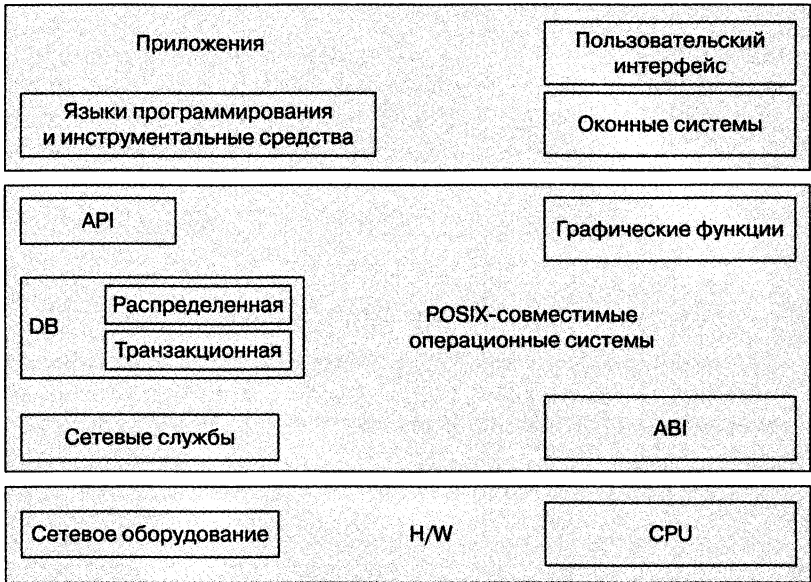 Приложения
Пользовательский
интерфейс
Языки программирования
и инструментальные средства
Оконные системы
API
Графические функции
DB
Распределенная
Транзакционная
POSIX-совместимые
операционные системы
Сетевые службы
ABI
Сетевое оборудование
H/W
CPU